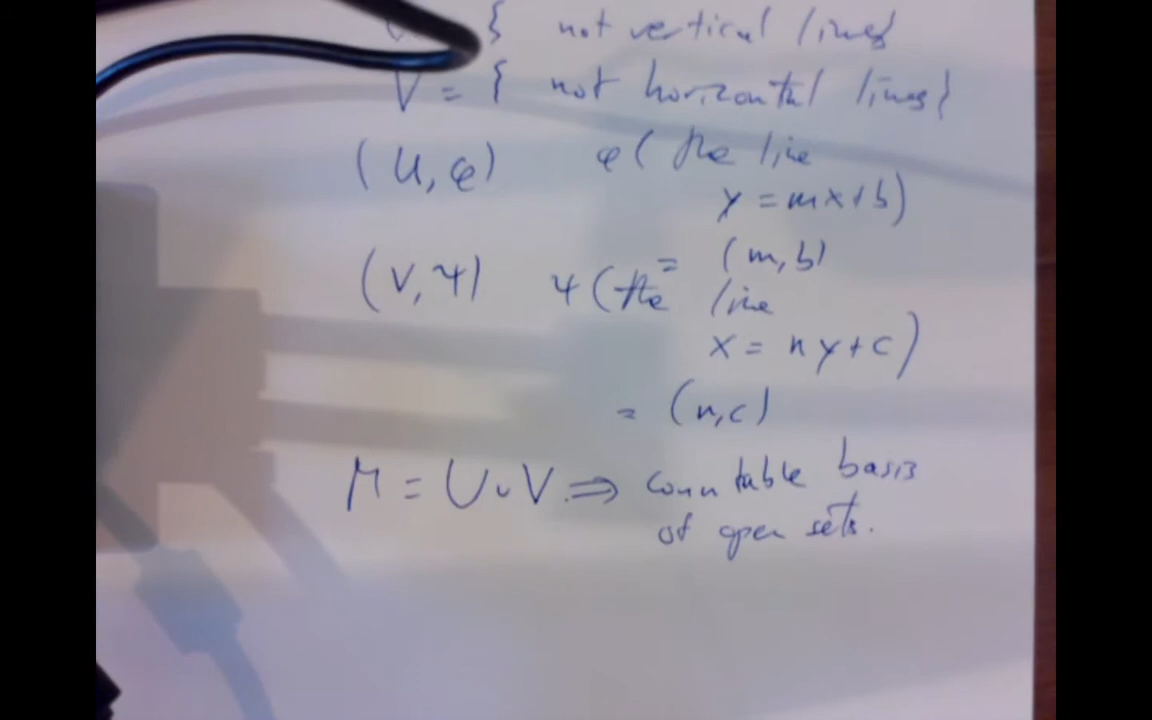 { not vertical lines}
V = { not horizontal lines}
(U, φ) φ( the line
y = mx+b)
= (m, b)
(V, Ψ) Ψ(the line
x = ny+c)
= (n, c)
M = U ∪ V ⇒ countable basis
of open sets.